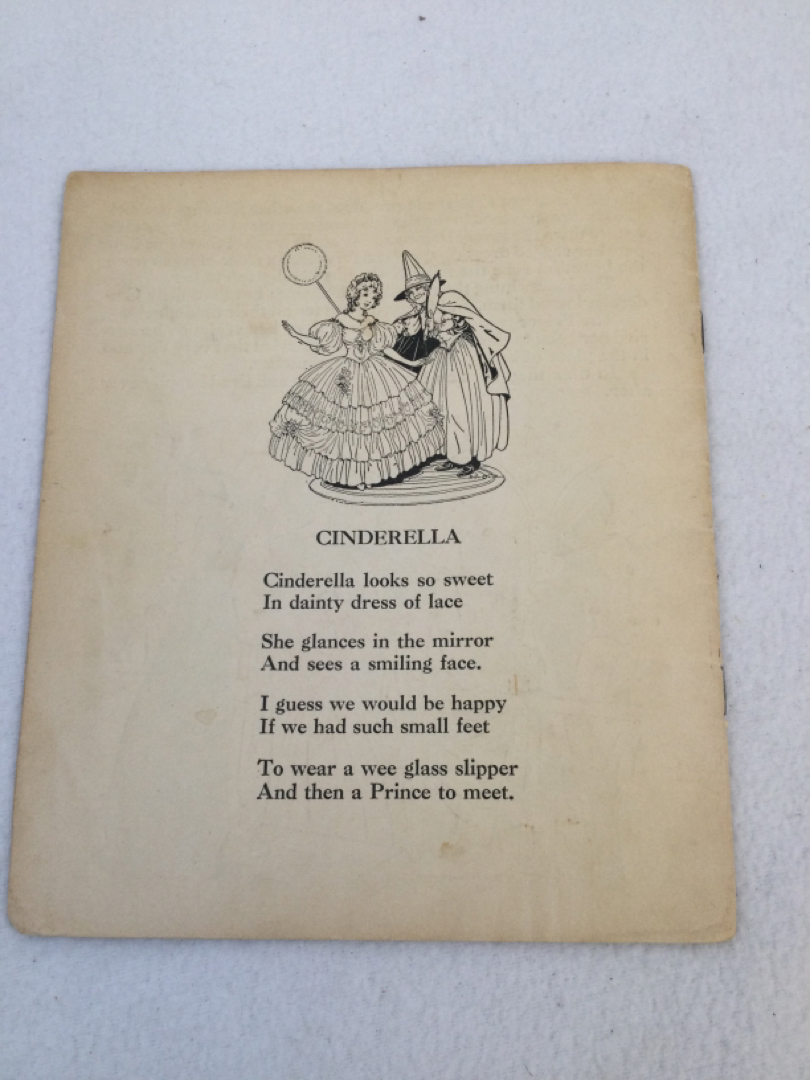 CINDERELLA
Cinderella looks so sweet
In dainty dress of lace
She glances in the mirror
And sees a smiling face.
I guess we would be happy
If we had such small feet
To wear a wee glass slipper
And then a Prince to meet.